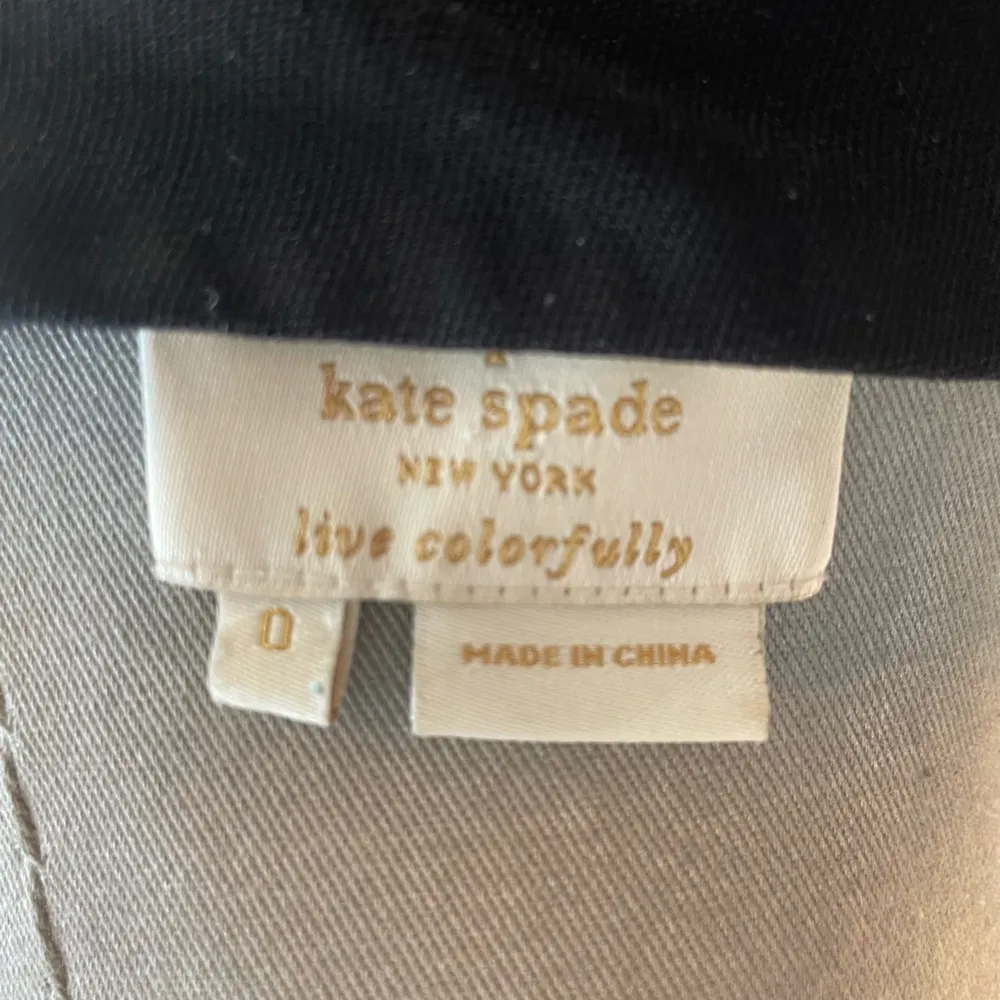 kate spade
NEW YORK
live colorfully
0
MADE IN CHINA